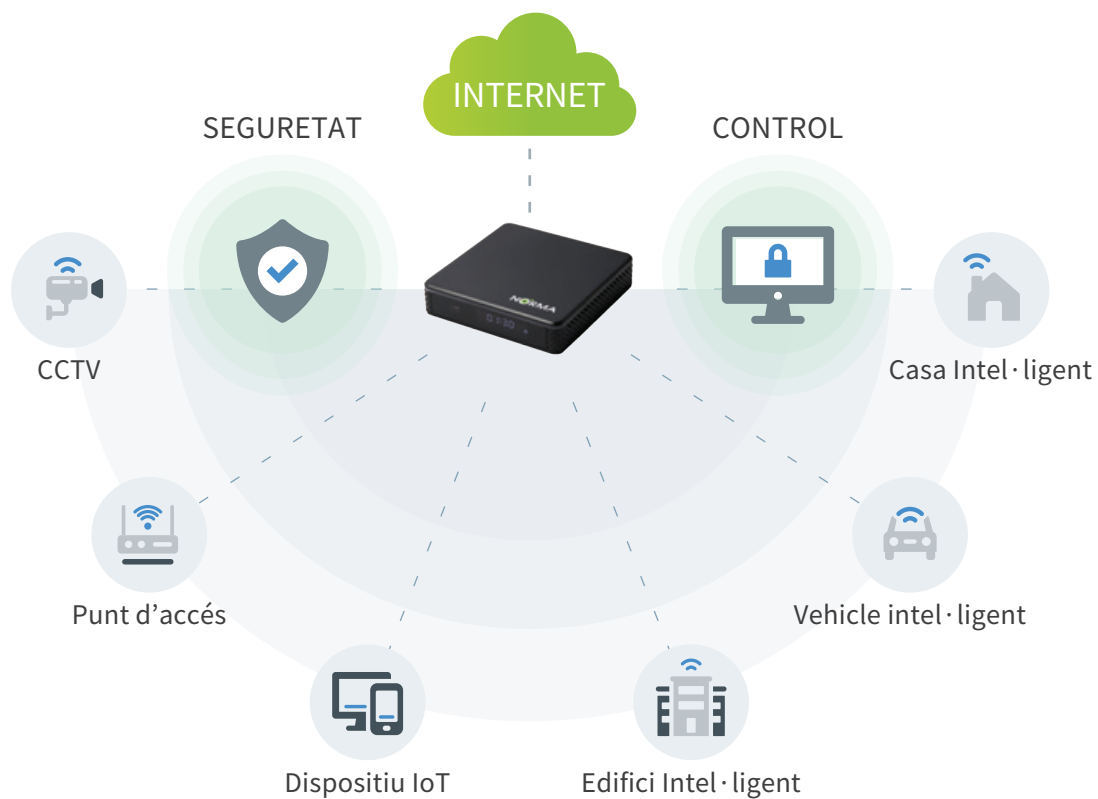 INTERNET
SEGURETAT
CONTROL
NORMA
CCTV
Casa Intel·ligent
Punt d’accés
Vehicle intel·ligent
Dispositiu IoT
Edifici Intel·ligent